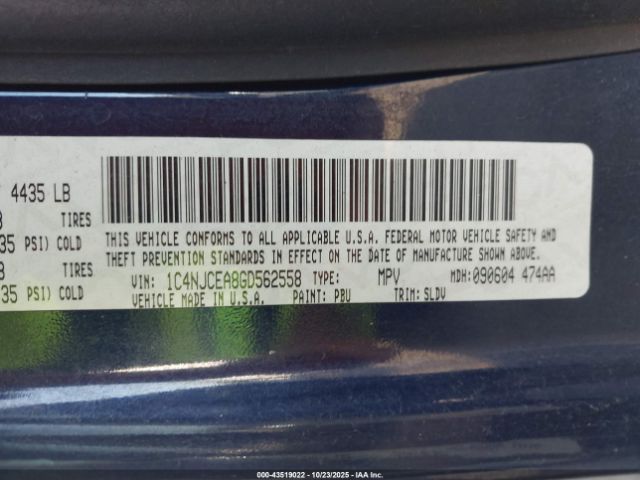 4435 LB
TIRES
35 PSI) COLD
TIRES
35 PSI) COLD
THIS VEHICLE CONFORMS TO ALL APPLICABLE U.S.A. FEDERAL MOTOR VEHICLE SAFETY AND
THEFT PREVENTION STANDARDS IN EFFECT ON THE DATE OF MANUFACTURE SHOWN ABOVE.
VIN: 1C4NJCEA8GD562558 TYPE: MPV MDH: 090604 474AA
VEHICLE MADE IN U.S.A. PAINT: PBU TRIM: SLDV
000-43519022 | 10/23/2025 | IAA Inc.